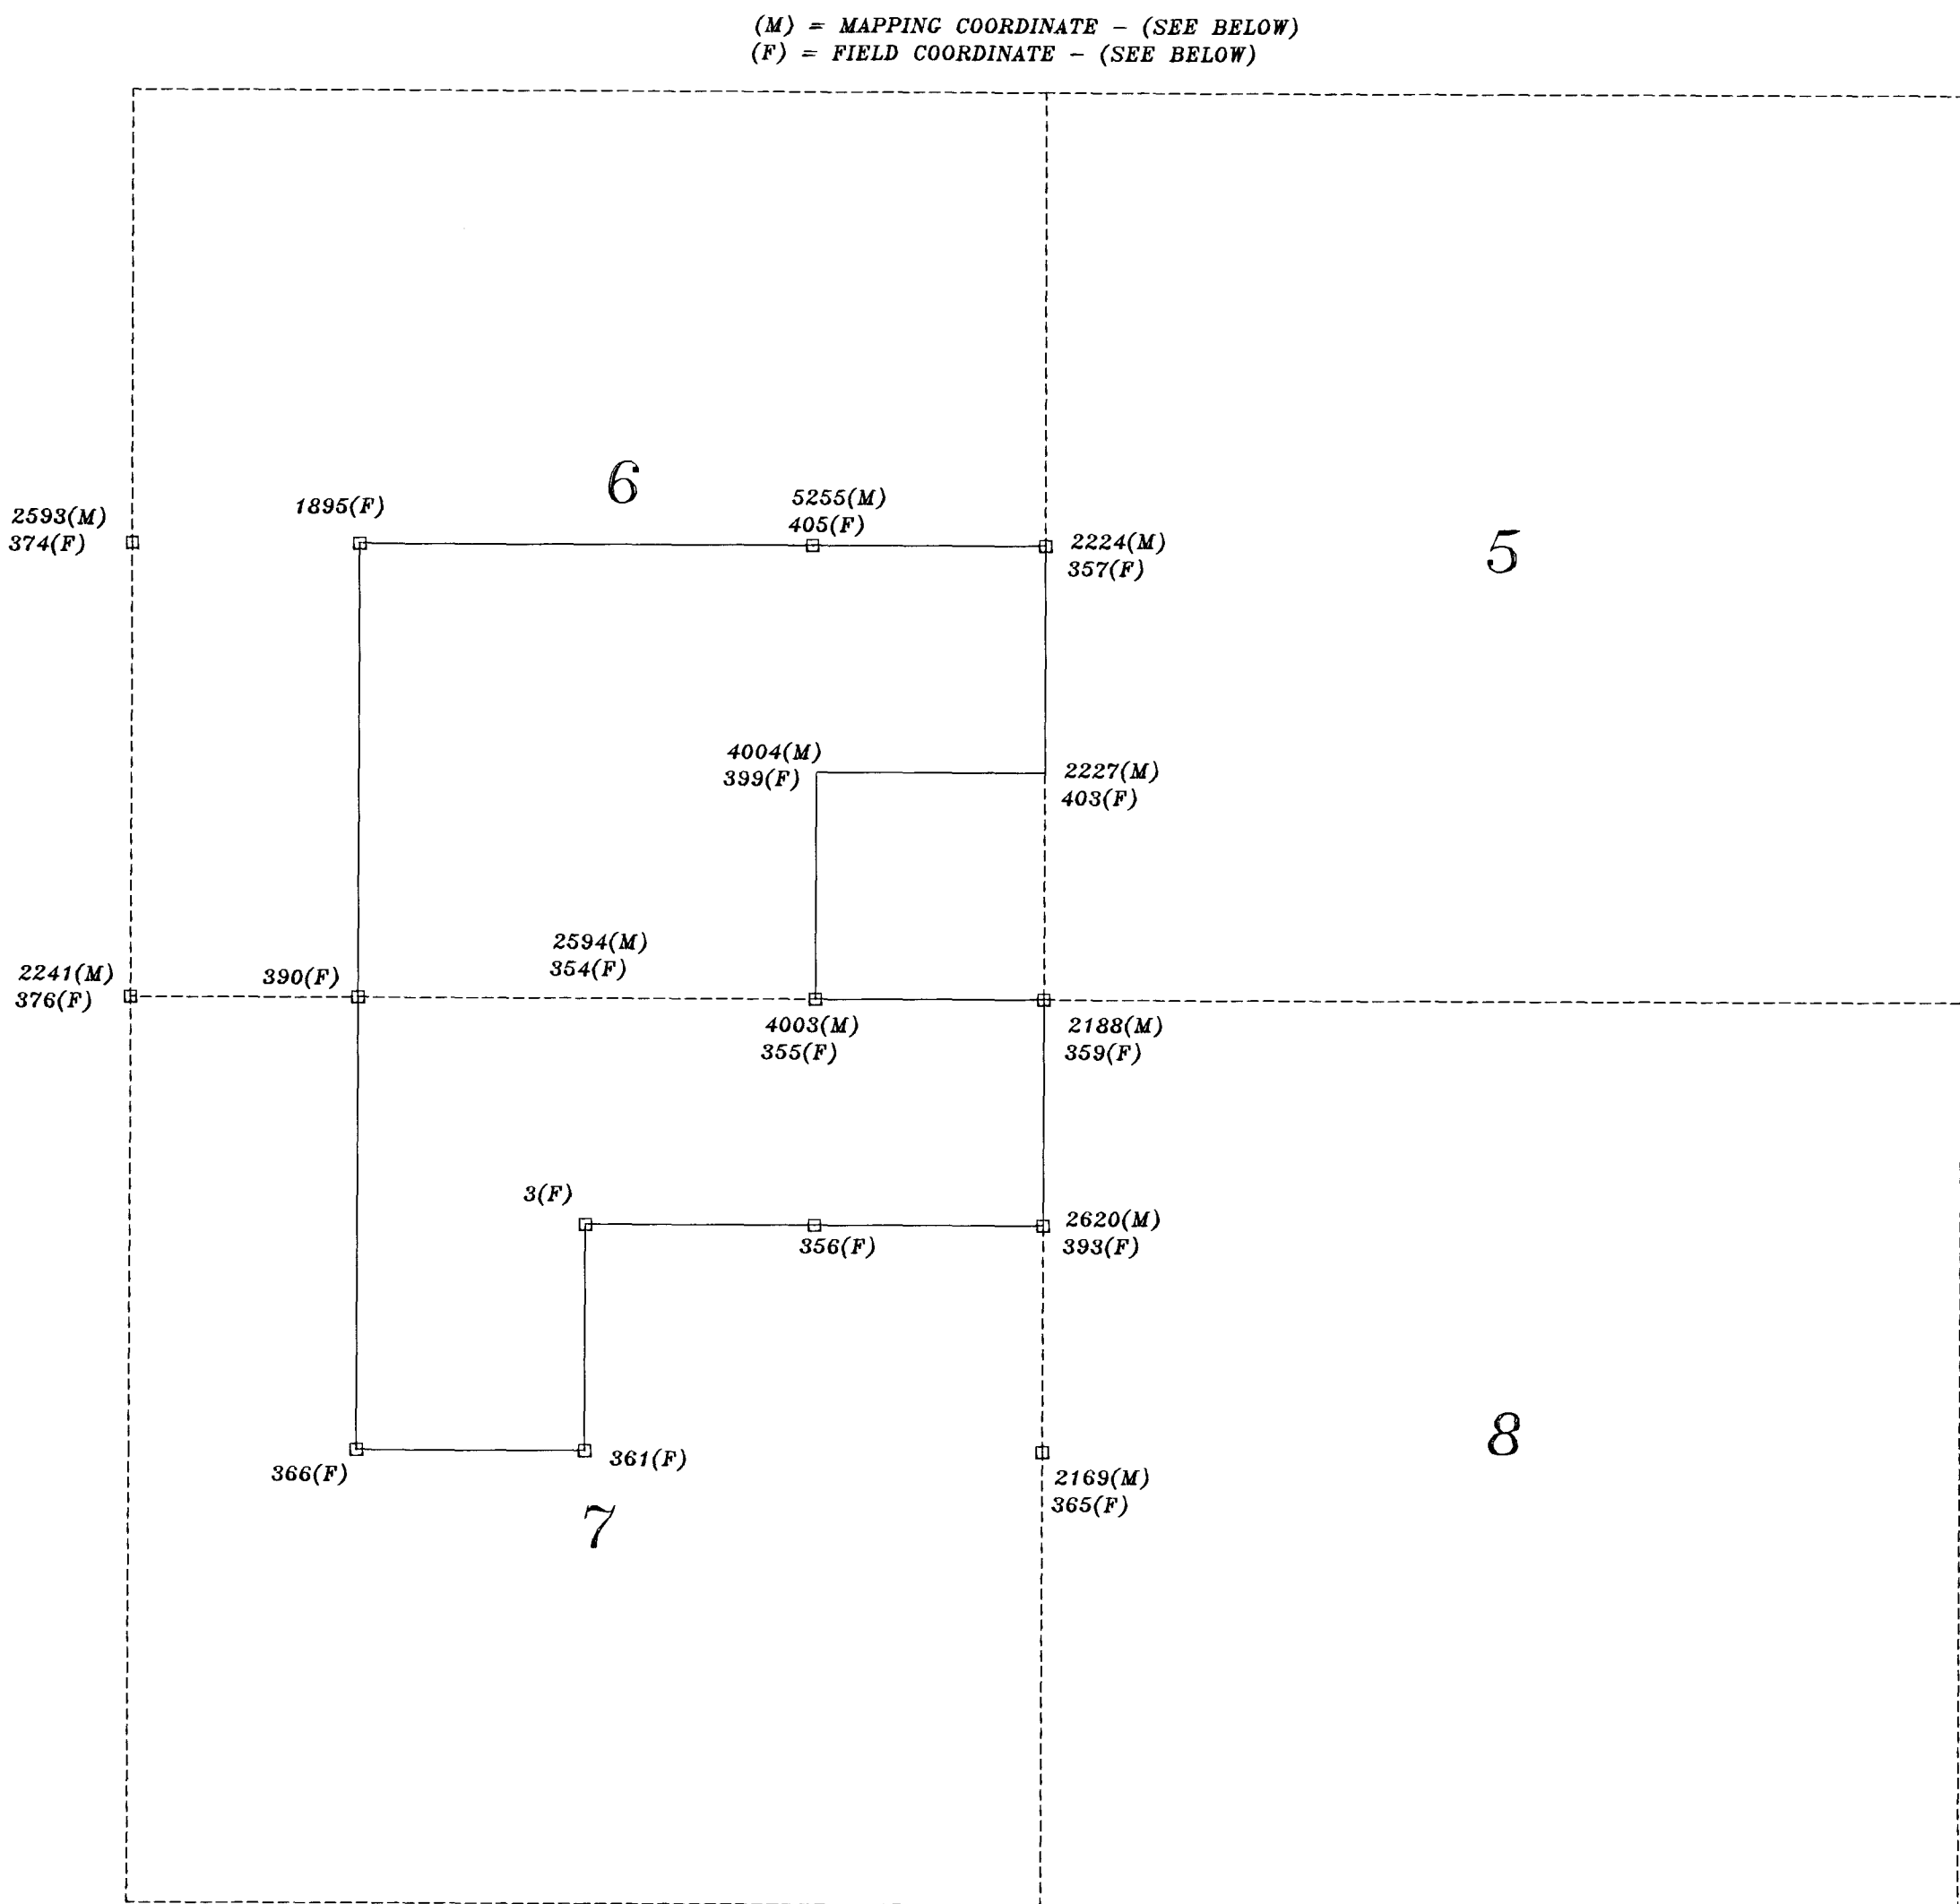 (M) = MAPPING COORDINATE - (SEE BELOW)
(F) = FIELD COORDINATE - (SEE BELOW)
6
5
1895(F)
5255(M)
405(F)
2593(M)
374(F)
2224(M)
357(F)
4004(M)
399(F)
2227(M)
403(F)
2594(M)
354(F)
2241(M)
376(F)
390(F)
4003(M)
355(F)
2188(M)
359(F)
3(F)
356(F)
2620(M)
393(F)
366(F)
361(F)
2169(M)
365(F)
7
8